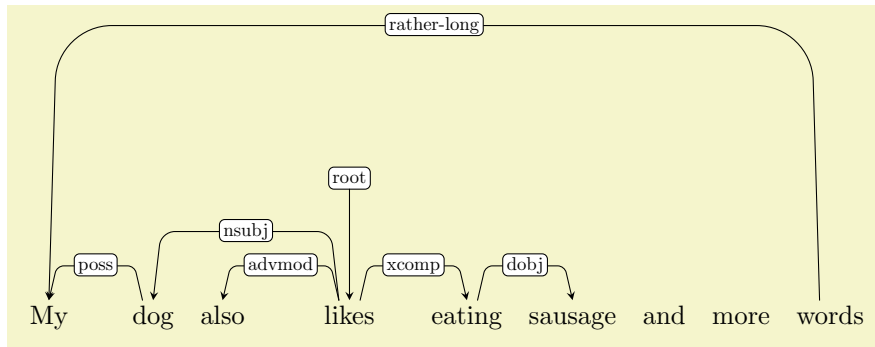 rather-long
root
nsubj
poss advmod xcomp dobj
My dog also likes eating sausage and more words